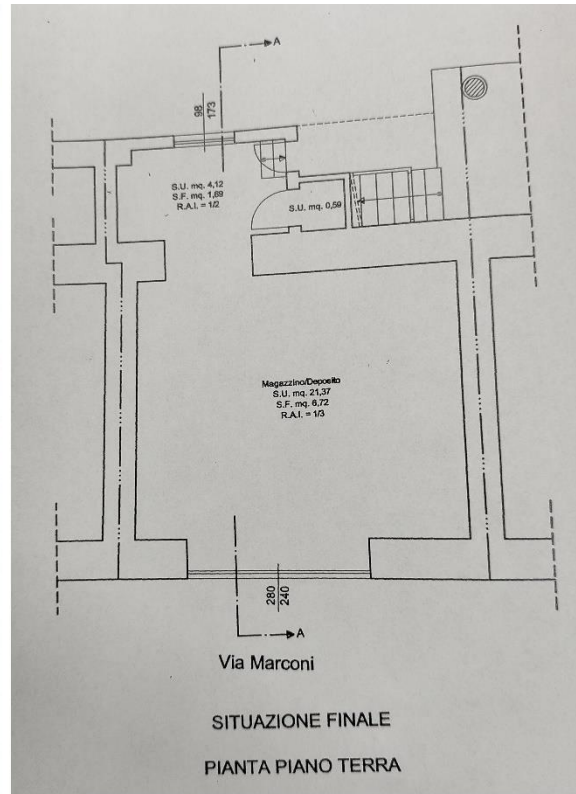 A
98
173
S.U. mq. 4,12
S.F. mq. 1,69
R.A.I. = 1/2
S.U. mq. 0,59
Magazzino/Deposito
S.U. mq. 21,37
S.F. mq. 6,72
R.A.I. = 1/3
280
240
A
Via Marconi
SITUAZIONE FINALE
PIANTA PIANO TERRA